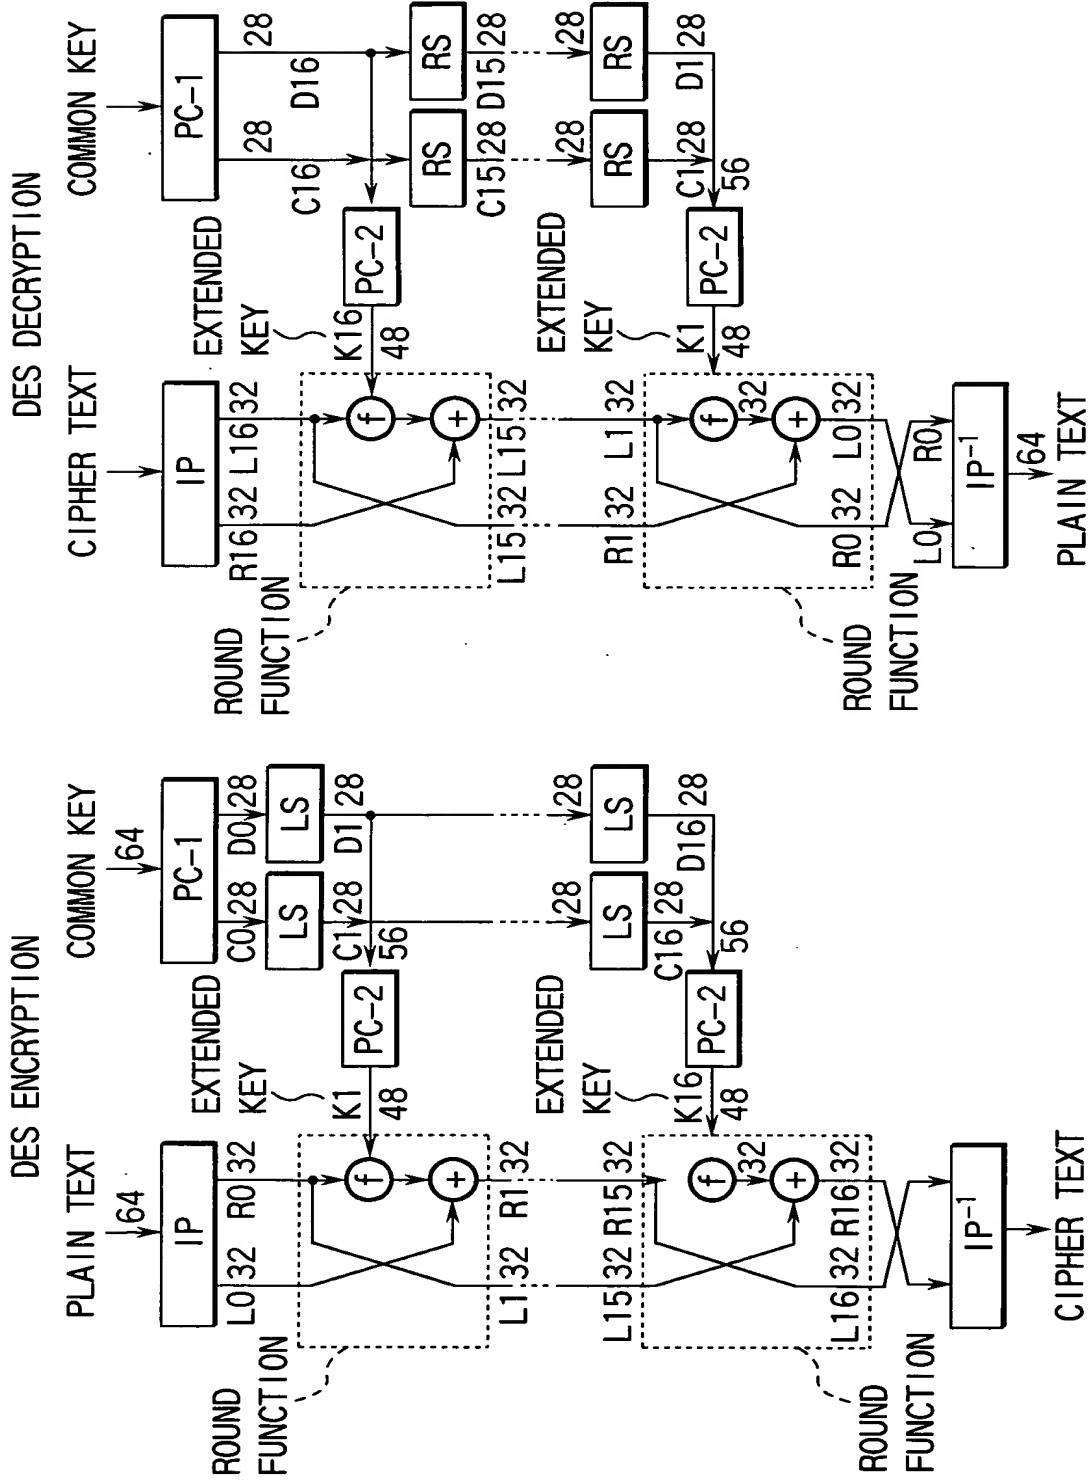 DES ENCRYPTION
PLAIN TEXT
COMMON KEY
64
64
IP
PC-1
L0 32
R0 32
C0 28
D0 28
LS
LS
ROUND
FUNCTION
EXTENDED
KEY
K1
48
PC-2
C1 28
D1 28
56
f
+
L1 32
R1 32
28
28
LS
LS
L15 32
R15 32
EXTENDED
KEY
K16
48
PC-2
C16 28
D16 28
56
f
32
+
L16 32
R16 32
ROUND
FUNCTION
IP-1
CIPHER TEXT
DES DECRYPTION
CIPHER TEXT
COMMON KEY
IP
PC-1
R16 32
L16 32
28
28
C16
D16
ROUND
FUNCTION
EXTENDED
KEY
K16
48
PC-2
f
+
RS
RS
L15 32
L15 32
C15 28
D15 28
28
28
RS
RS
R1 32
L1 32
EXTENDED
KEY
K1
48
PC-2
C1 28
D1 28
56
f
32
+
R0 32
L0 32
ROUND
FUNCTION
L0
R0
IP-1
64
PLAIN TEXT